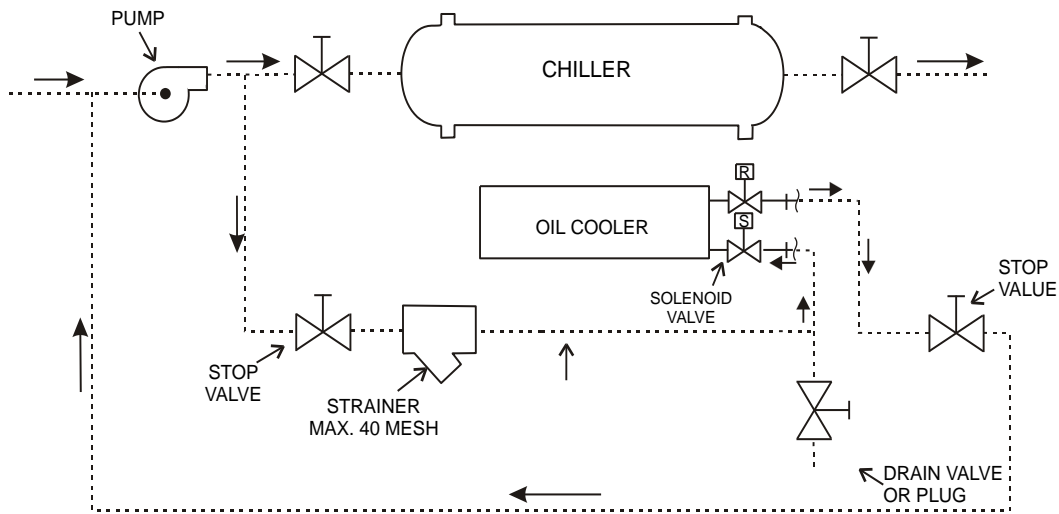 PUMP
CHILLER
R
OIL COOLER
S
SOLENOID
VALVE
STOP
VALUE
STOP
VALVE
STRAINER
MAX. 40 MESH
DRAIN VALVE
OR PLUG